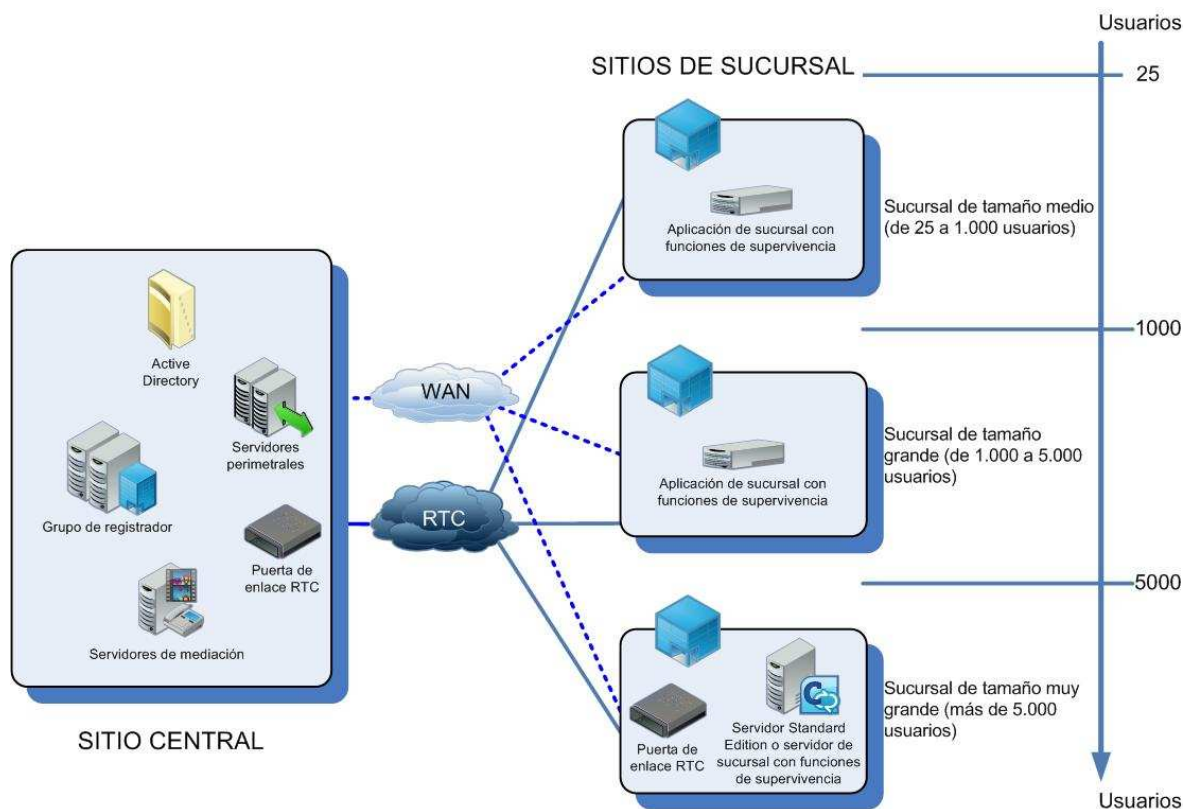 Usuarios
SITIOS DE SUCURSAL
25
Aplicación de sucursal con
funciones de supervivencia
Sucursal de tamaño medio
(de 25 a 1.000 usuarios)
Active
Directory
Servidores
perimetrales
Grupo de registrador
Puerta de
enlace RTC
Servidores de mediación
SITIO CENTRAL
WAN
RTC
1000
Aplicación de sucursal con
funciones de supervivencia
Sucursal de tamaño
grande (de 1.000 a 5.000
usuarios)
5000
Puerta de
enlace RTC
Servidor Standard
Edition o servidor de
sucursal con funciones
de supervivencia
Sucursal de tamaño muy
grande (más de 5.000
usuarios)
Usuarios